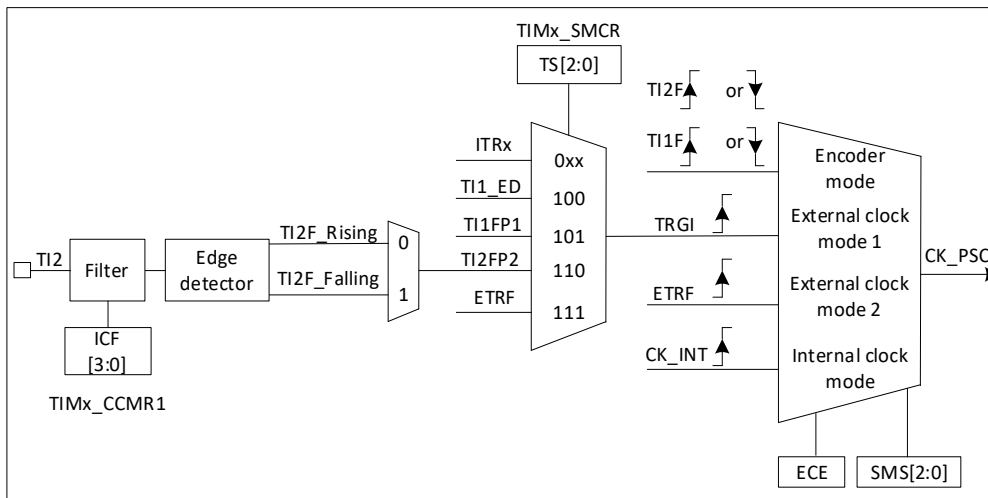 TIMx_SMCR
TS[2:0]
TI2F or
TI1F or
ITRx
0xx
TI1_ED
100
TI1FP1
101
TI2FP2
110
ETRF
111
TI2
Filter
Edge
detector
TI2F_Rising
0
TI2F_Falling
1
ICF
[3:0]
TIMx_CCMR1
Encoder
mode
TRGI
External clock
mode 1
ETRF
External clock
mode 2
CK_INT
Internal clock
mode
CK_PSC
ECE
SMS[2:0]